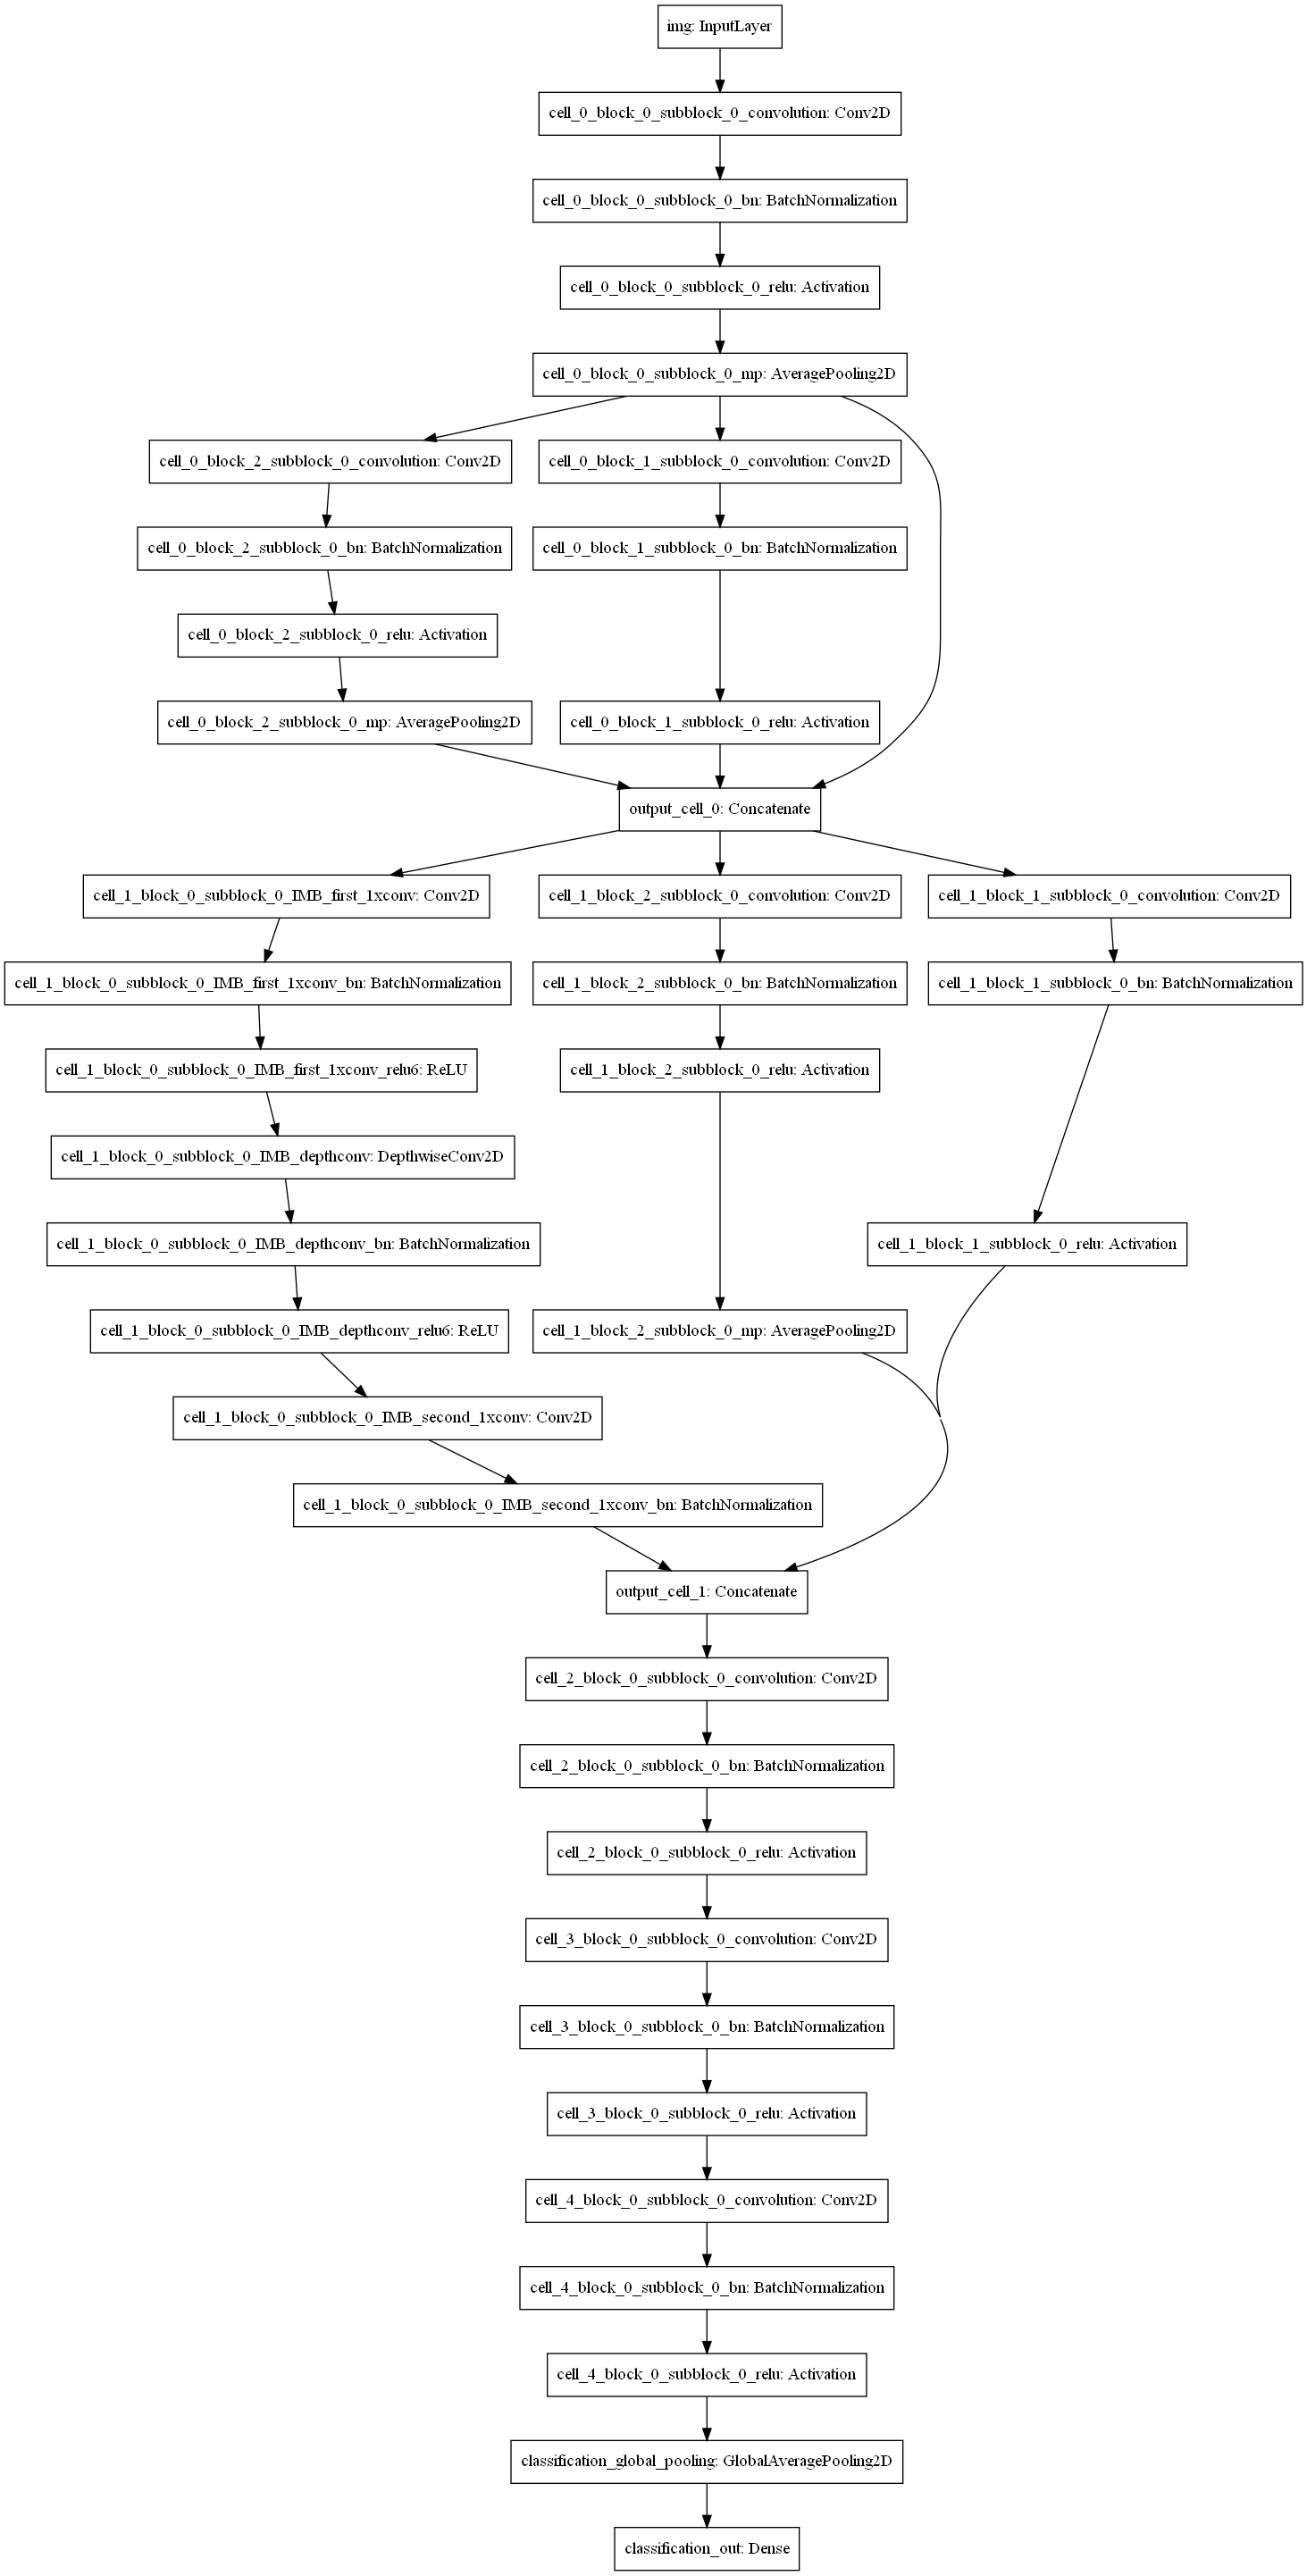 img: InputLayer
cell_0_block_0_subblock_0_convolution: Conv2D
cell_0_block_0_subblock_0_bn: BatchNormalization
cell_0_block_0_subblock_0_relu: Activation
cell_0_block_0_subblock_0_mp: AveragePooling2D
cell_0_block_2_subblock_0_convolution: Conv2D
cell_0_block_1_subblock_0_convolution: Conv2D
cell_0_block_2_subblock_0_bn: BatchNormalization
cell_0_block_1_subblock_0_bn: BatchNormalization
cell_0_block_2_subblock_0_relu: Activation
cell_0_block_2_subblock_0_mp: AveragePooling2D
cell_0_block_1_subblock_0_relu: Activation
output_cell_0: Concatenate
cell_1_block_0_subblock_0_IMB_first_1xconv: Conv2D
cell_1_block_2_subblock_0_convolution: Conv2D
cell_1_block_1_subblock_0_convolution: Conv2D
cell_1_block_0_subblock_0_IMB_first_1xconv_bn: BatchNormalization
cell_1_block_2_subblock_0_bn: BatchNormalization
cell_1_block_1_subblock_0_bn: BatchNormalization
cell_1_block_0_subblock_0_IMB_first_1xconv_relu6: ReLU
cell_1_block_2_subblock_0_relu: Activation
cell_1_block_0_subblock_0_IMB_depthconv: DepthwiseConv2D
cell_1_block_0_subblock_0_IMB_depthconv_bn: BatchNormalization
cell_1_block_1_subblock_0_relu: Activation
cell_1_block_0_subblock_0_IMB_depthconv_relu6: ReLU
cell_1_block_2_subblock_0_mp: AveragePooling2D
cell_1_block_0_subblock_0_IMB_second_1xconv: Conv2D
cell_1_block_0_subblock_0_IMB_second_1xconv_bn: BatchNormalization
output_cell_1: Concatenate
cell_2_block_0_subblock_0_convolution: Conv2D
cell_2_block_0_subblock_0_bn: BatchNormalization
cell_2_block_0_subblock_0_relu: Activation
cell_3_block_0_subblock_0_convolution: Conv2D
cell_3_block_0_subblock_0_bn: BatchNormalization
cell_3_block_0_subblock_0_relu: Activation
cell_4_block_0_subblock_0_convolution: Conv2D
cell_4_block_0_subblock_0_bn: BatchNormalization
cell_4_block_0_subblock_0_relu: Activation
classification_global_pooling: GlobalAveragePooling2D
classification_out: Dense